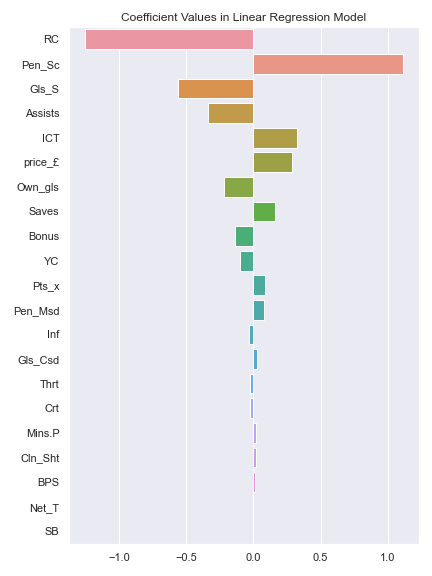 Coefficient Values in Linear Regression Model
RC
Pen_Sc
Gls_S
Assists
ICT
price_£
Own_gls
Saves
Bonus
YC
Pts_x
Pen_Msd
Inf
Gls_Csd
Thrt
Crt
Mins.P
Cln_Sht
BPS
Net_T
SB
−1.0 −0.5 0.0 0.5 1.0